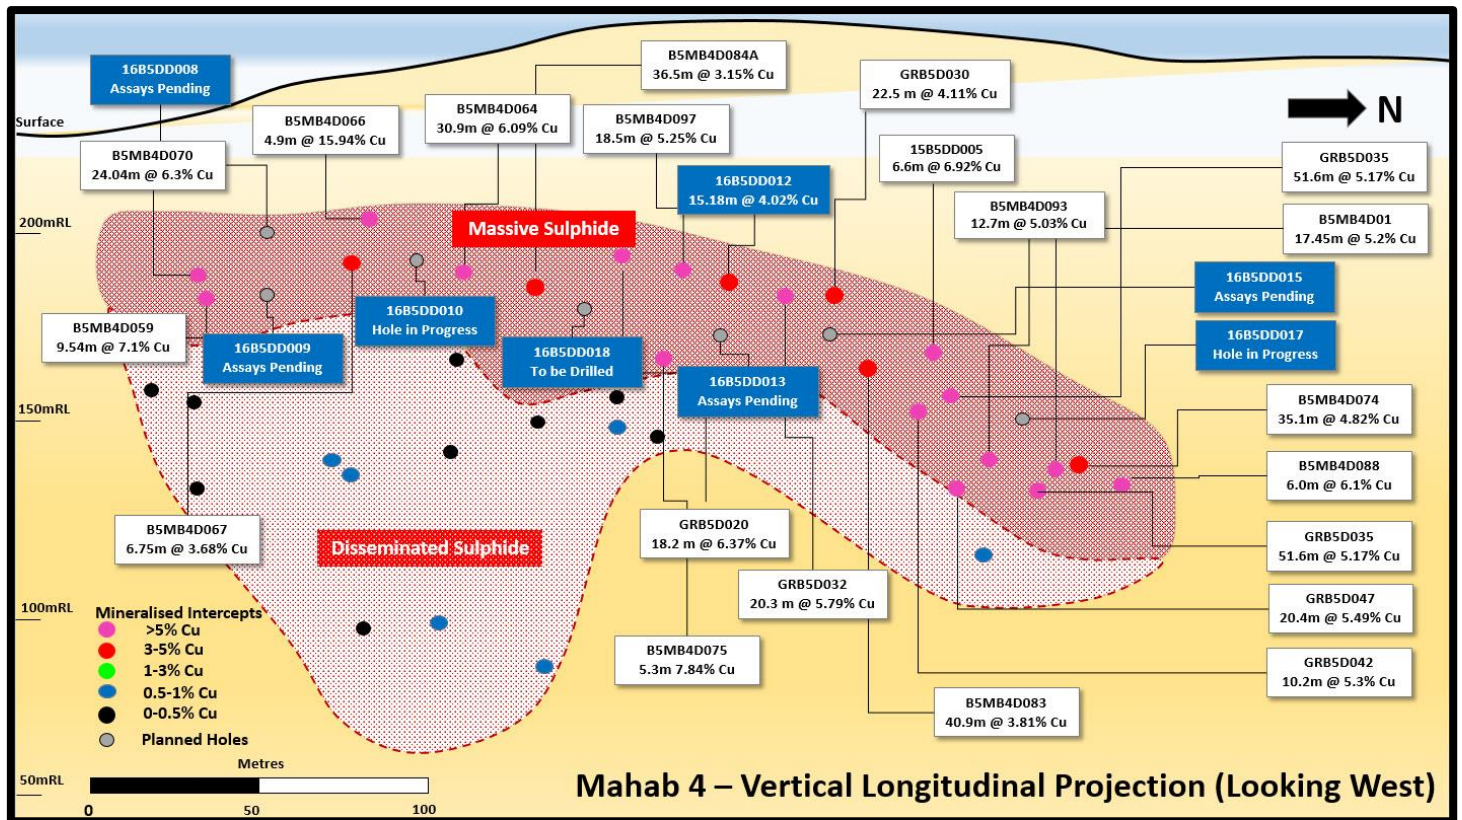 B5MB4D084A
36.5m @ 3.15% Cu
16B5DD008
Assays Pending
GRB5D030
22.5 m @ 4.11% Cu
B5MB4D064
30.9m @ 6.09% Cu
B5MB4D066
4.9m @ 15.94% Cu
B5MB4D097
18.5m @ 5.25% Cu
N
Surface
15B5DD005
6.6m @ 6.92% Cu
B5MB4D070
24.04m @ 6.3% Cu
GRB5D035
51.6m @ 5.17% Cu
16B5DD012
15.18m @ 4.02% Cu
B5MB4D093
12.7m @ 5.03% Cu
B5MB4D01
17.45m @ 5.2% Cu
200mRL
Massive Sulphide
16B5DD015
Assays Pending
16B5DD010
Hole in Progress
B5MB4D059
9.54m @ 7.1% Cu
16B5DD009
Assays Pending
16B5DD018
To be Drilled
16B5DD017
Hole in Progress
16B5DD013
Assays Pending
150mRL
B5MB4D074
35.1m @ 4.82% Cu
B5MB4D088
6.0m @ 6.1% Cu
B5MB4D067
6.75m @ 3.68% Cu
Disseminated Sulphide
GRB5D020
18.2 m @ 6.37% Cu
GRB5D035
51.6m @ 5.17% Cu
GRB5D032
20.3 m @ 5.79% Cu
GRB5D047
20.4m @ 5.49% Cu
100mRL
B5MB4D075
5.3m 7.84% Cu
GRB5D042
10.2m @ 5.3% Cu
B5MB4D083
40.9m @ 3.81% Cu
Mineralised Intercepts
>5% Cu
3-5% Cu
1-3% Cu
0.5-1% Cu
0-0.5% Cu
Planned Holes
Metres
50mRL
0 50 100
Mahab 4 – Vertical Longitudinal Projection (Looking West)